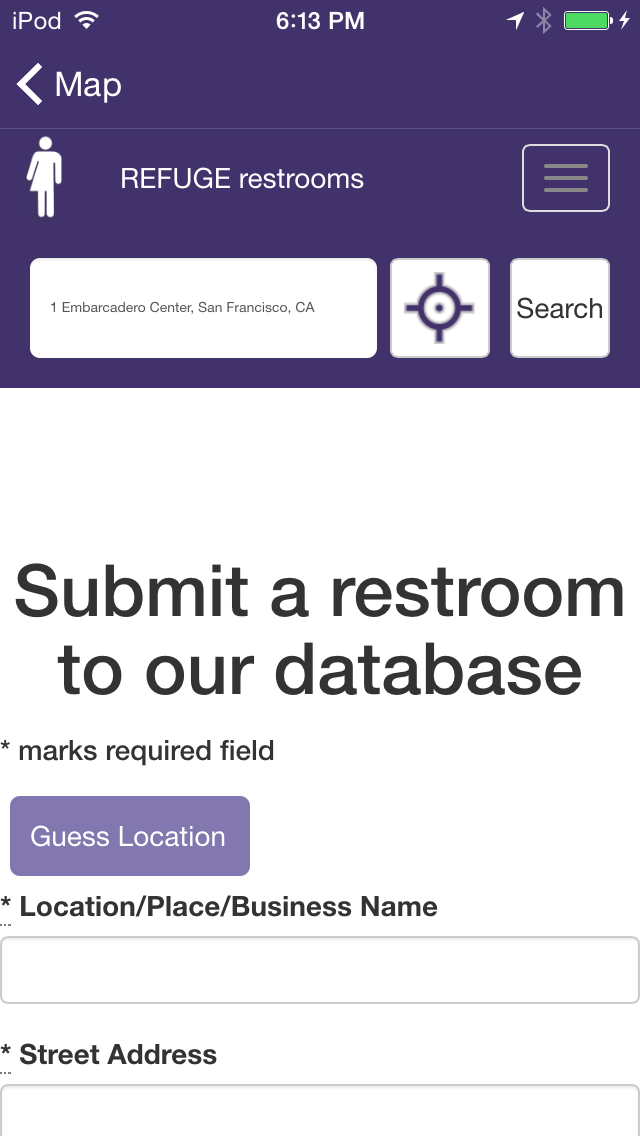 iPod 6:13 PM
Map
REFUGE restrooms
1 Embarcadero Center, San Francisco, CA
Search
Submit a restroom
to our database
* marks required field
Guess Location
* Location/Place/Business Name
* Street Address